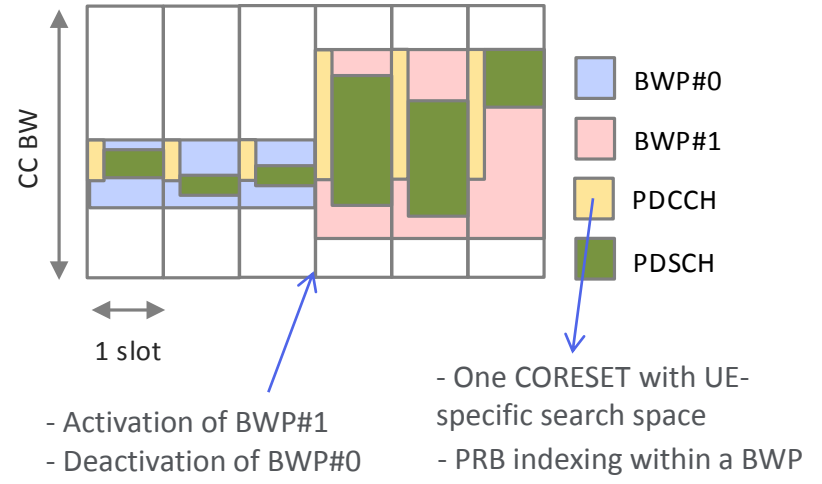 CC BW
BWP#0
BWP#1
PDCCH
PDSCH
1 slot
- Activation of BWP#1
- Deactivation of BWP#0
- One CORESET with UE-
specific search space
- PRB indexing within a BWP